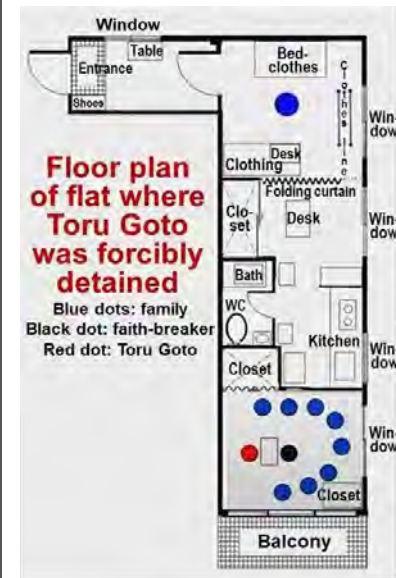 Window
Table
Entrance
Shoes
Bed-
clothes
Clothes line
Win-
dow
Desk
Clothing
Folding curtain
Floor plan
of flat where
Toru Goto
was forcibly
detained
Blue dots: family
Black dot: faith-breaker
Red dot: Toru Goto
Clo-
set
Desk
Win-
dow
Bath
WC
Kitchen
Win-
dow
Closet
Win-
dow
Closet
Balcony